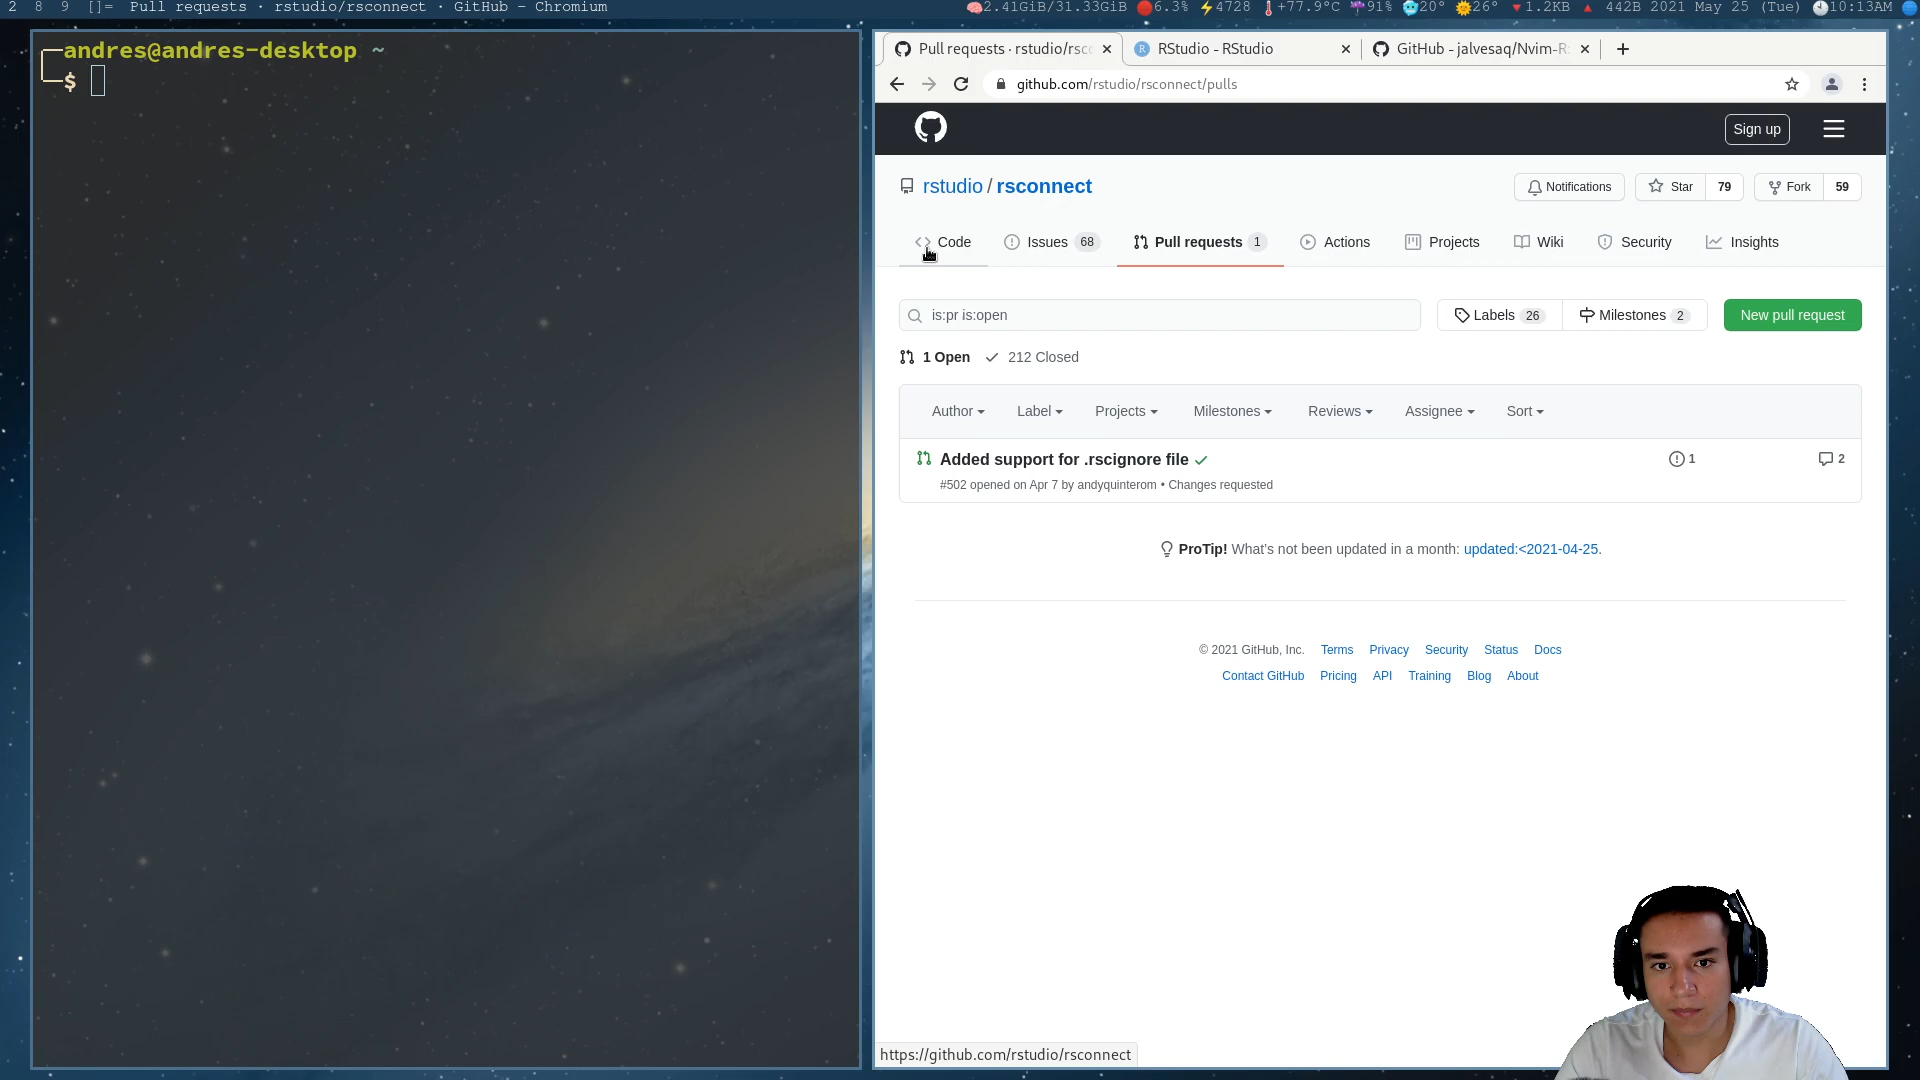 2 8 9 []= Pull requests · rstudio/rsconnect · GitHub - Chromium
2.41GiB/31.33GiB 6.3% 4728 +77.9°C 91% 20° 26° 1.2KB 442B 2021 May 25 (Tue) 10:13AM
andres@andres-desktop ~
$
Pull requests · rstudio/rsc
RStudio - RStudio
GitHub - jalvesaq/Nvim-R
github.com/rstudio/rsconnect/pulls
Sign up
rstudio / rsconnect
Notifications
Star 79
Fork 59
Code
Issues 68
Pull requests 1
Actions
Projects
Wiki
Security
Insights
is:pr is:open
Labels 26
Milestones 2
New pull request
1 Open
212 Closed
Author
Label
Projects
Milestones
Reviews
Assignee
Sort
Added support for .rscignore file
1
2
#502 opened on Apr 7 by andyquinterom • Changes requested
ProTip! What's not been updated in a month: updated:<2021-04-25.
© 2021 GitHub, Inc. Terms Privacy Security Status Docs
Contact GitHub Pricing API Training Blog About
https://github.com/rstudio/rsconnect